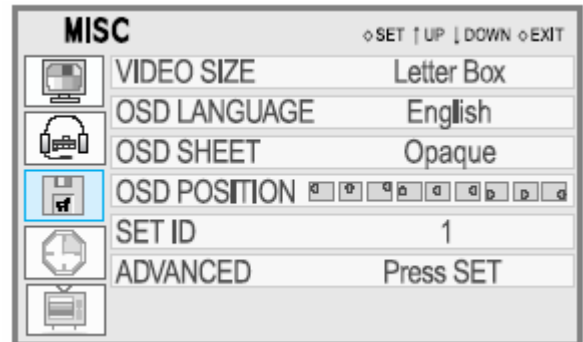 MISC ◇SET ↑UP ↓DOWN ◇EXIT
VIDEO SIZE Letter Box
OSD LANGUAGE English
OSD SHEET Opaque
OSD POSITION
SET ID 1
ADVANCED Press SET